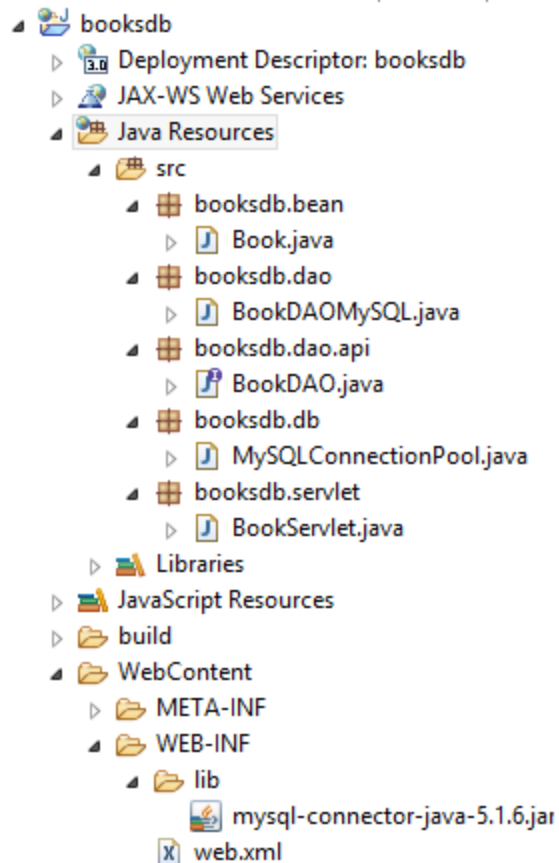 booksdb
3.0 Deployment Descriptor: booksdb
JAX-WS Web Services
Java Resources
src
booksdb.bean
J Book.java
booksdb.dao
J BookDAOMySQL.java
booksdb.dao.api
J BookDAO.java
booksdb.db
J MySQLConnectionPool.java
booksdb.servlet
J BookServlet.java
Libraries
JavaScript Resources
build
WebContent
META-INF
WEB-INF
lib
mysql-connector-java-5.1.6.jar
X web.xml